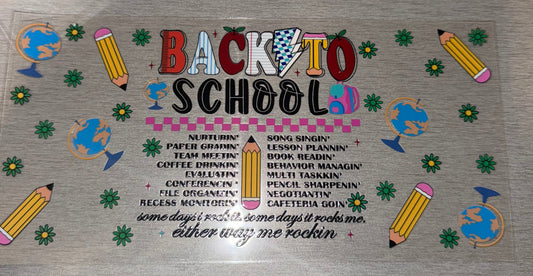 BACK TO
SCHOOL
NURTURIN' SONG SINGIN'
PAPER GRADIN' LESSON PLANNIN'
TEAM MEETIN' BOOK READIN'
COFFEE DRINKIN' BEHAVIOR MANAGIN'
EVALUATIN' MULTI TASKKIN'
CONFERENCIN' PENCIL SHARPENIN'
FILE ORGANIZIN' NEGOTIANTIN'
RECESS MONITORIN' CAFETERIA GOIN'
some days i rock it. some days it rocks me.
either way me rockin